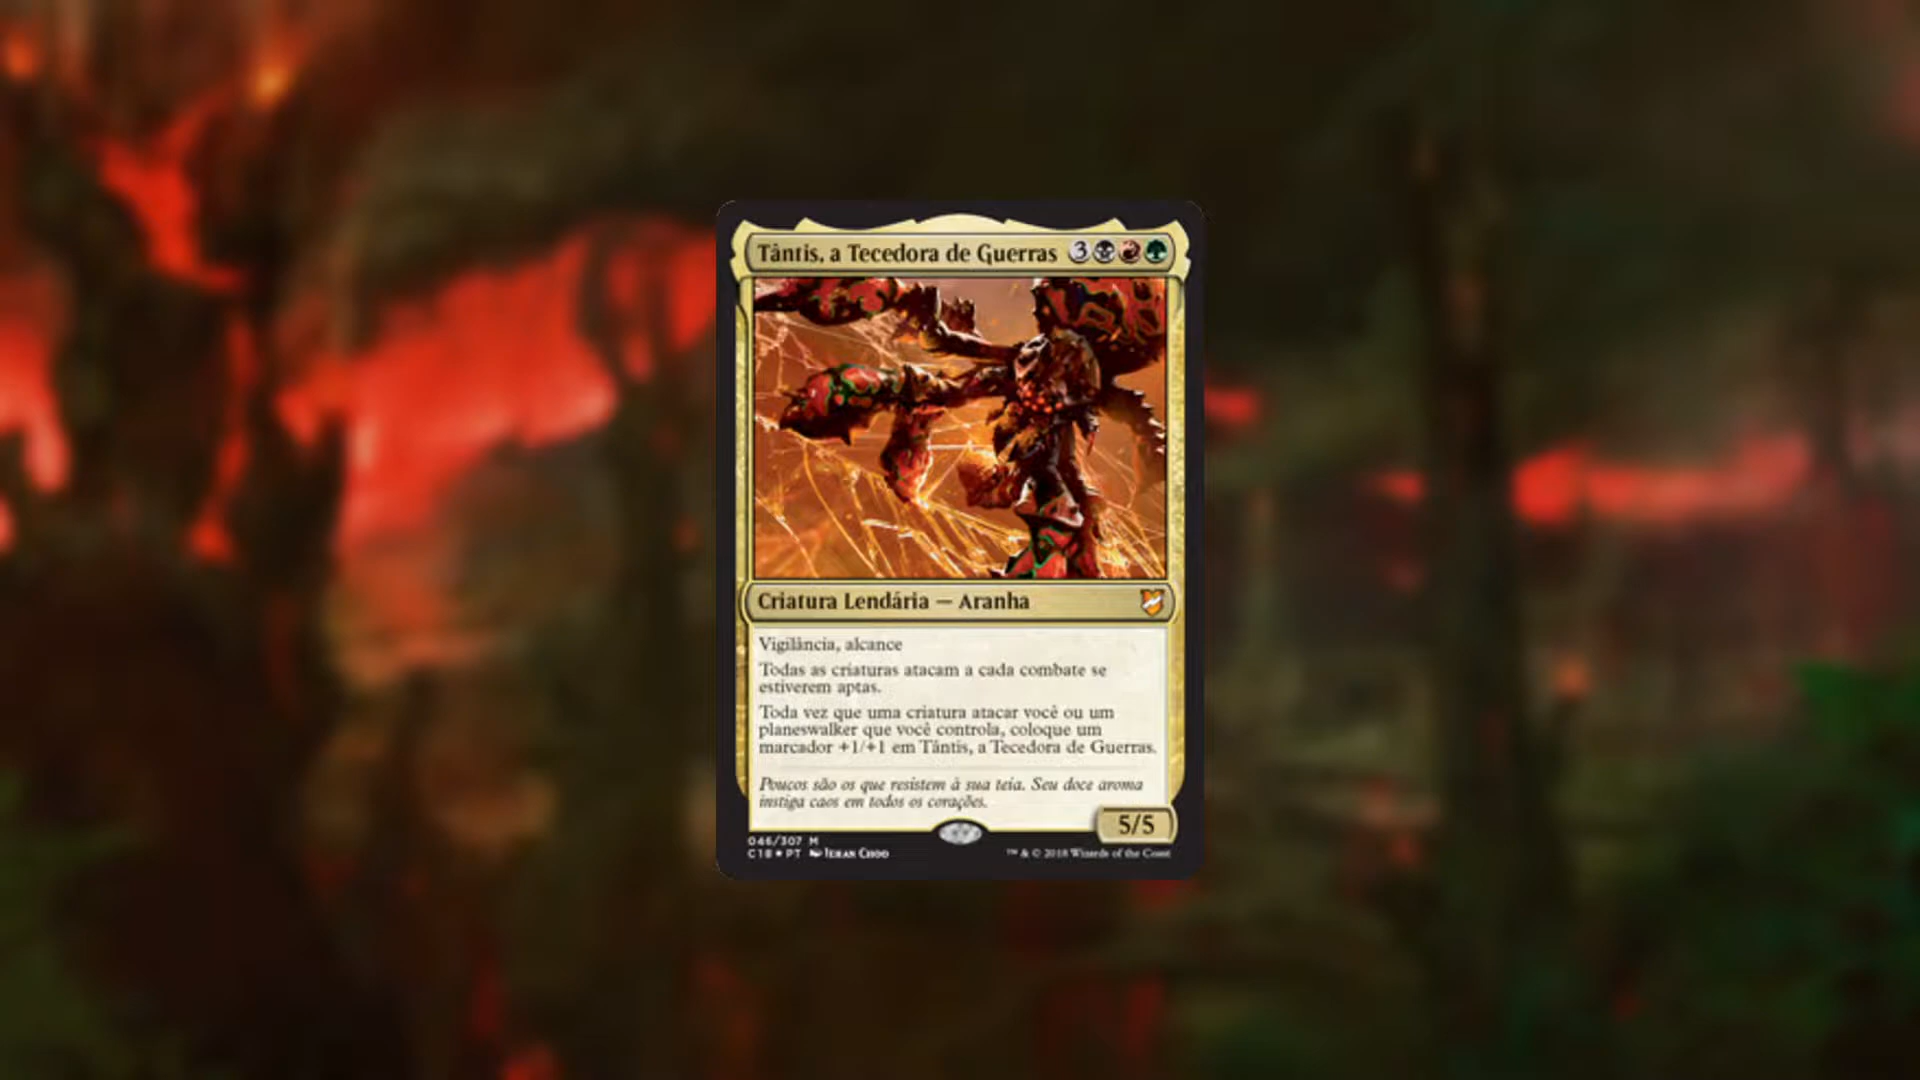 Tântis, a Tecedora de Guerras 3
Criatura Lendária — Aranha
Vigilância, alcance
Todas as criaturas atacam a cada combate se
estiverem aptas.
Toda vez que uma criatura atacar você ou um
planeswalker que você controla, coloque um
marcador +1/+1 em Tântis, a Tecedora de Guerras.
Poucos são os que resistem à sua teia. Seu doce aroma
instiga caos em todos os corações.
5/5
046/307 M
C18 ★ PT Jehan Choo
™ & © 2018 Wizards of the Coast